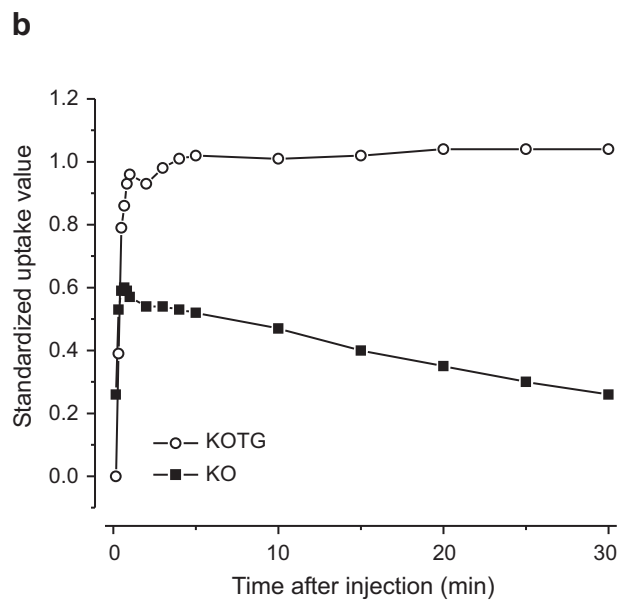 b
Standardized uptake value
1.2
1.0
0.8
0.6
0.4
0.2
0.0
KOTG
KO
0
10
20
30
Time after injection (min)